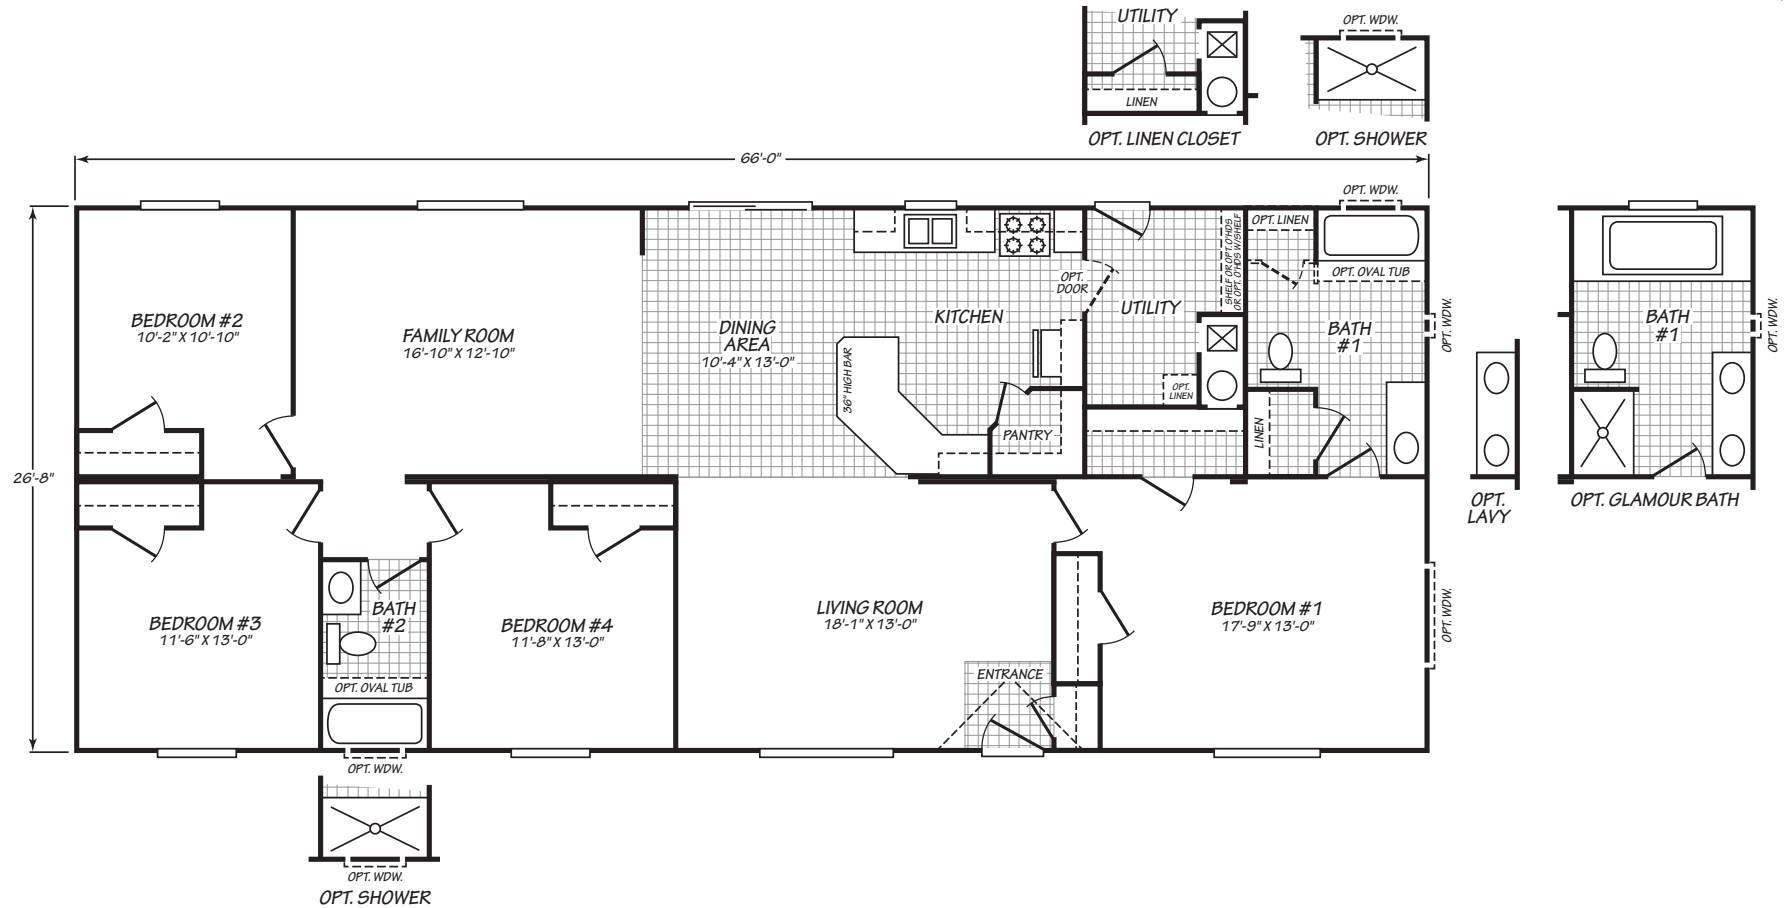 UTILITY
LINEN
OPT. LINEN CLOSET
OPT. WDW.
OPT. SHOWER
66'-0"
26'-8"
BEDROOM #2
10'-2" X 10'-10"
FAMILY ROOM
16'-10" X 12'-10"
DINING
AREA
10'-4" X 13'-0"
36" HIGH BAR
KITCHEN
PANTRY
OPT.
DOOR
UTILITY
SHELF OR OPT. O'HDS
OR OPT. O'HDS W/SHELF
OPT.
LINEN
OPT. WDW.
OPT. LINEN
OPT. OVAL TUB
BATH
#1
LINEN
OPT. WDW.
OPT.
LAVY
BATH
#1
OPT. WDW.
OPT. GLAMOUR BATH
BEDROOM #3
11'-6" X 13'-0"
BATH
#2
OPT. OVAL TUB
OPT. WDW.
BEDROOM #4
11'-8" X 13'-0"
LIVING ROOM
18'-1" X 13'-0"
ENTRANCE
BEDROOM #1
17'-9" X 13'-0"
OPT. WDW.
OPT. WDW.
OPT. SHOWER